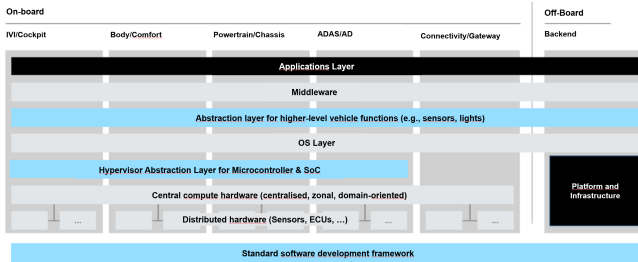 On-board
Off-Board
IVI/Cockpit
Body/Comfort
Powertrain/Chassis
ADAS/AD
Connectivity/Gateway
Backend
Applications Layer
Middleware
Abstraction layer for higher-level vehicle functions (e.g., sensors, lights)
OS Layer
Hypervisor Abstraction Layer for Microcontroller & SoC
Platform and
Infrastructure
Central compute hardware (centralised, zonal, domain-oriented)
Distributed hardware (Sensors, ECUs, …)
...
...
...
...
Standard software development framework